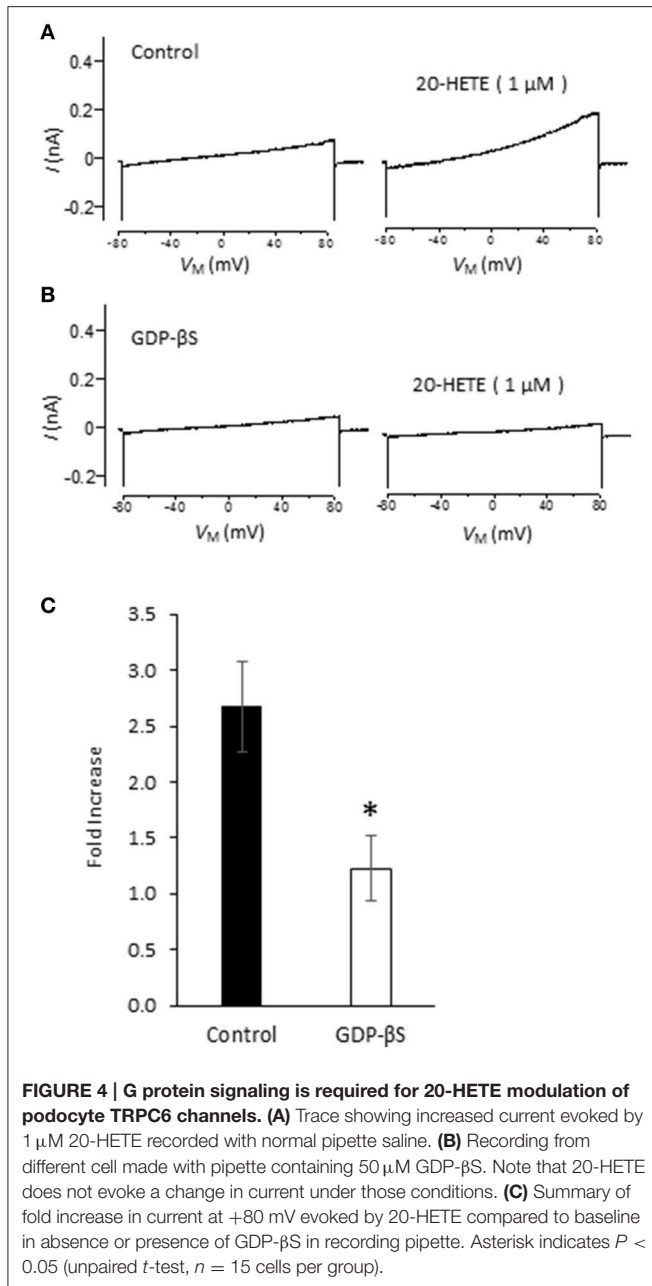 A
Control
20-HETE ( 1 µM )
I (nA)
0.4
0.2
0
-0.2
-80 -40 0 40 80
-80 -40 0 40 80
VM (mV)
VM (mV)
B
GDP-βS
20-HETE ( 1 µM )
I (nA)
0.4
0.2
0
-0.2
-80 -40 0 40 80
-80 -40 0 40 80
VM (mV)
VM (mV)
C
Fold Increase
3.5
3.0
2.5
2.0
1.5
1.0
0.5
0.0
*
Control GDP-βS
FIGURE 4 | G protein signaling is required for 20-HETE modulation of
podocyte TRPC6 channels. (A) Trace showing increased current evoked by
1 µM 20-HETE recorded with normal pipette saline. (B) Recording from
different cell made with pipette containing 50 µM GDP-βS. Note that 20-HETE
does not evoke a change in current under those conditions. (C) Summary of
fold increase in current at +80 mV evoked by 20-HETE compared to baseline
in absence or presence of GDP-βS in recording pipette. Asterisk indicates P <
0.05 (unpaired t-test, n = 15 cells per group).